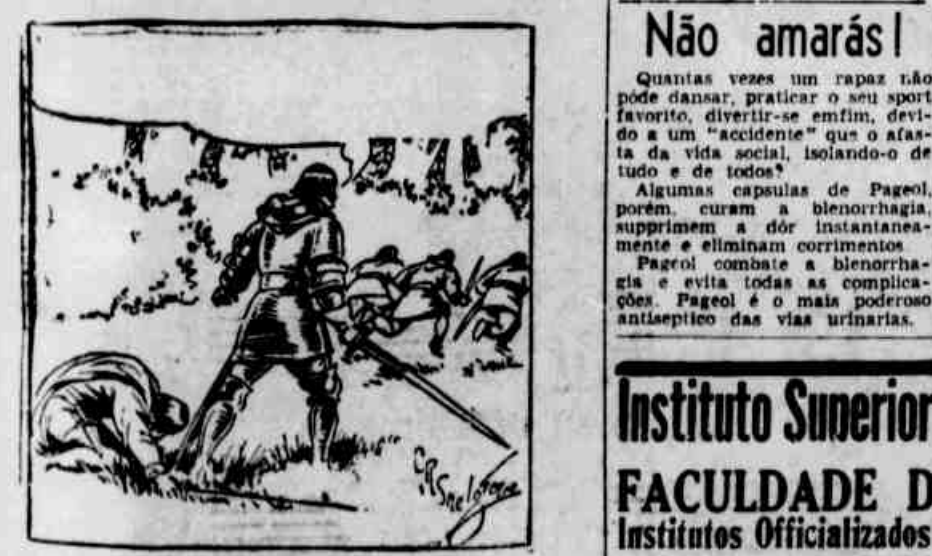 Não amarás!
Quantas vezes um rapaz não
póde dansar, praticar o seu sport
favorito, divertir-se emfim, devi-
do a um "accidente" que o afas-
ta da vida social, isolando-o de
tudo e de todos?
Algumas capsulas de Pageol,
porém, curam a blenorrhagia,
supprimem a dôr instantanea-
mente e eliminam corrimentos
Pageol combate a blenorrha-
gia e evita todas as complica-
ções. Pageol é o mais poderoso
antiseptico das vias urinarias.
Instituto Superior
FACULDADE D
Institutos Officializados